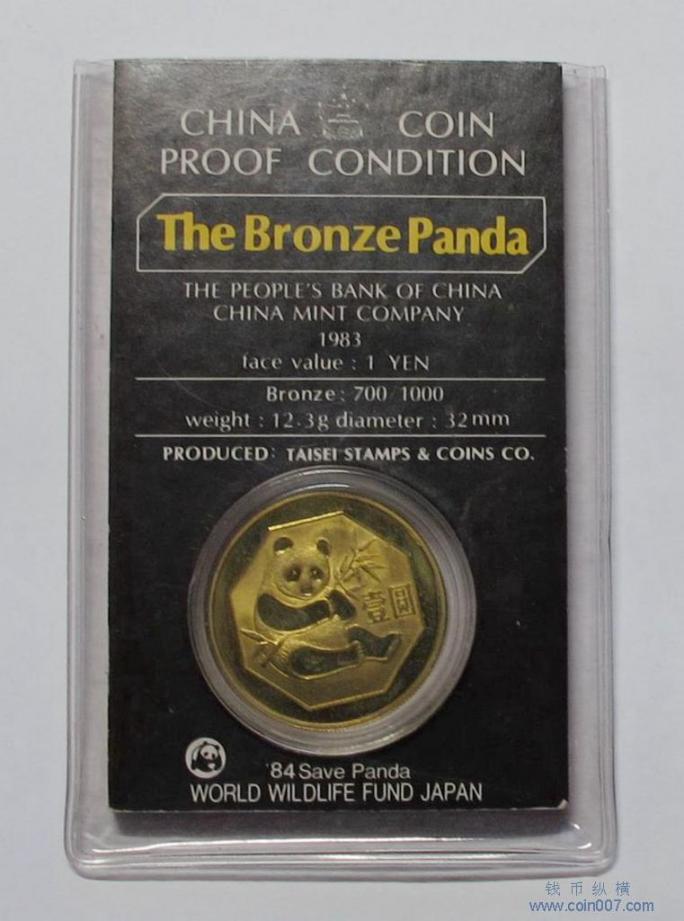 CHINA COIN
PROOF CONDITION
The Bronze Panda
THE PEOPLE'S BANK OF CHINA
CHINA MINT COMPANY
1983
face value : 1 YEN
Bronze : 700/1000
weight : 12.3g diameter : 32mm
PRODUCED: TAISEI STAMPS & COINS CO.
壹圆
'84 Save Panda
WORLD WILDLIFE FUND JAPAN
钱币纵横
www.coin007.com